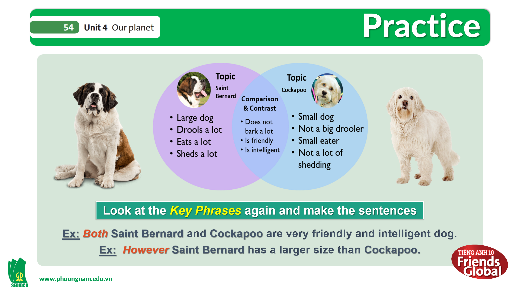 54 Unit 4 Our planet
Practice
Topic
Saint
Bernard
• Large dog
• Drools a lot
• Eats a lot
• Sheds a lot
Comparison
& Contrast
• Does not
bark a lot
• Is friendly
• Is intelligent
Topic
Cockapoo
• Small dog
• Not a big drooler
• Small eater
• Not a lot of
shedding
Look at the Key Phrases again and make the sentences
Ex: Both Saint Bernard and Cockapoo are very friendly and intelligent dog.
Ex: However Saint Bernard has a larger size than Cockapoo.
www.phuongnam.edu.vn
TIẾNG ANH 10
Friends
Global